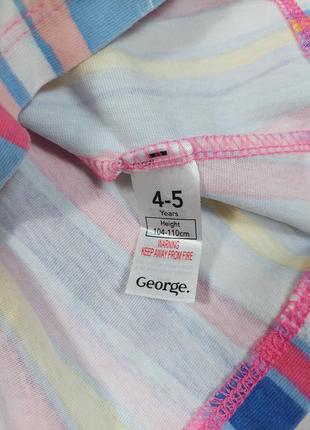 4-5
Years
Height
104-110cm
WARNING
KEEP AWAY FROM FIRE
George.